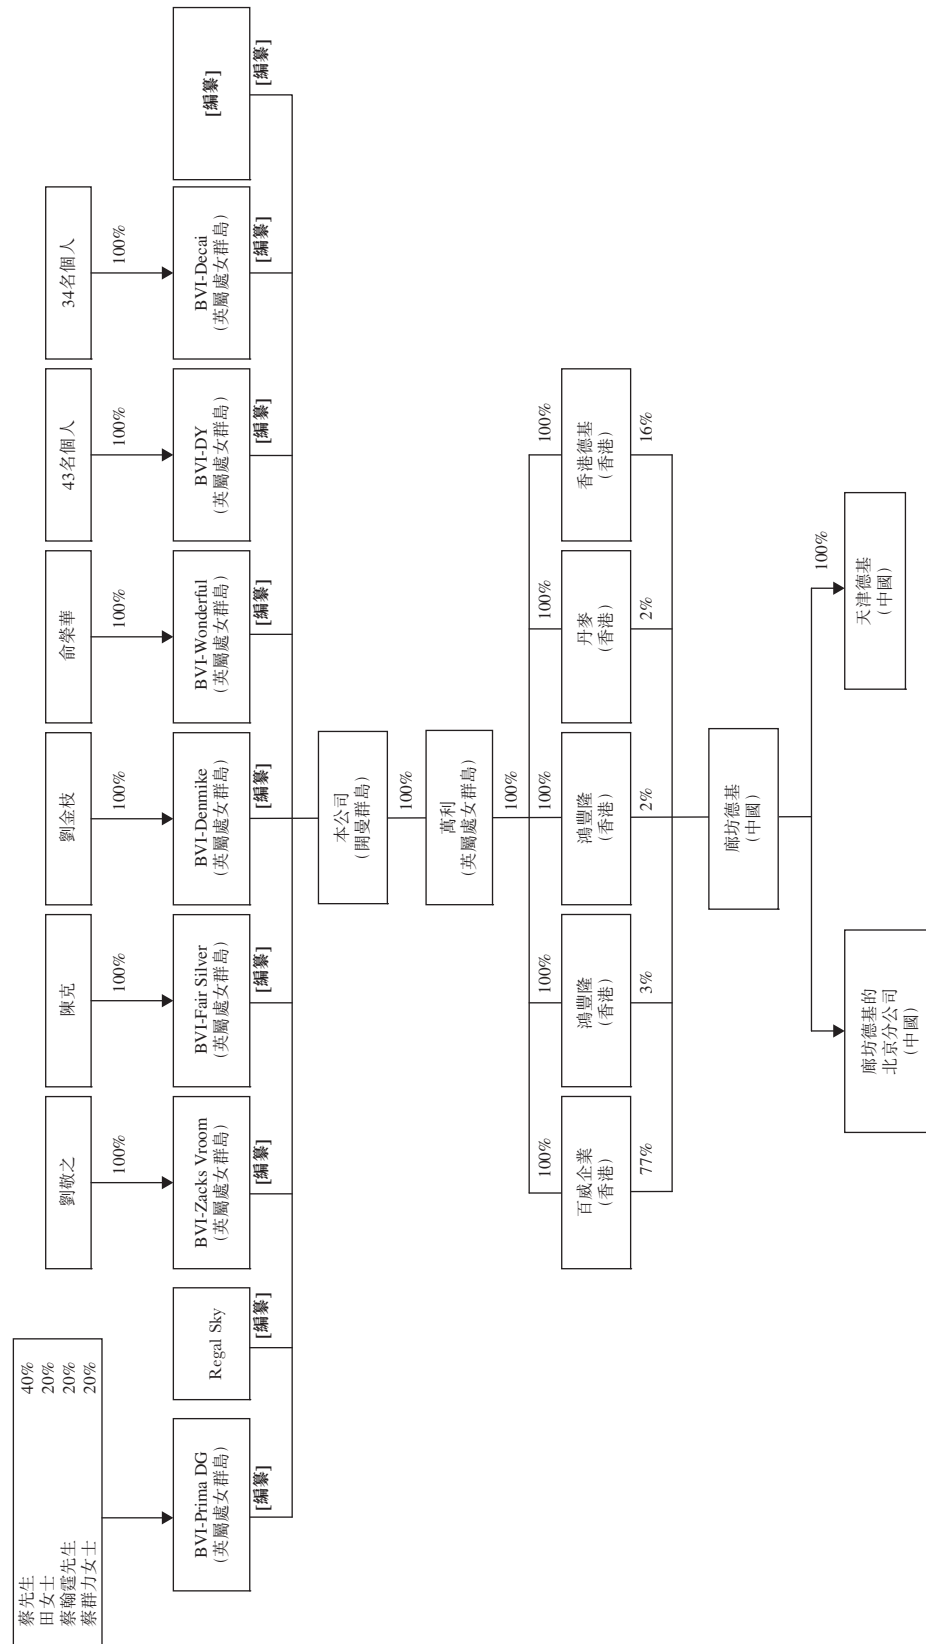 蔡先生 40%
田女士 20%
蔡翰霆先生 20%
蔡群力女士 20%
劉敬之
陳克
劉金枝
俞榮華
43名個人
34名個人
100%
100%
100%
100%
100%
100%
BVI-Prima DG
(英屬處女群島)
Regal Sky
BVI-Zacks Vroom
(英屬處女群島)
BVI-Fair Silver
(英屬處女群島)
BVI-Denmike
(英屬處女群島)
BVI-Wonderful
(英屬處女群島)
BVI-DY
(英屬處女群島)
BVI-Decai
(英屬處女群島)
[編纂]
[編纂]
[編纂]
[編纂]
[編纂]
[編纂]
[編纂]
[編纂]
[編纂]
[編纂]
本公司
(開曼群島)
100%
萬利
(英屬處女群島)
100%
100%
100%
100%
100%
100%
百威企業
(香港)
鴻豐隆
(香港)
鴻豐隆
(香港)
丹麥
(香港)
香港德基
(香港)
77%
3%
2%
2%
16%
廊坊德基
(中國)
100%
廊坊德基的
北京分公司
(中國)
天津德基
(中國)